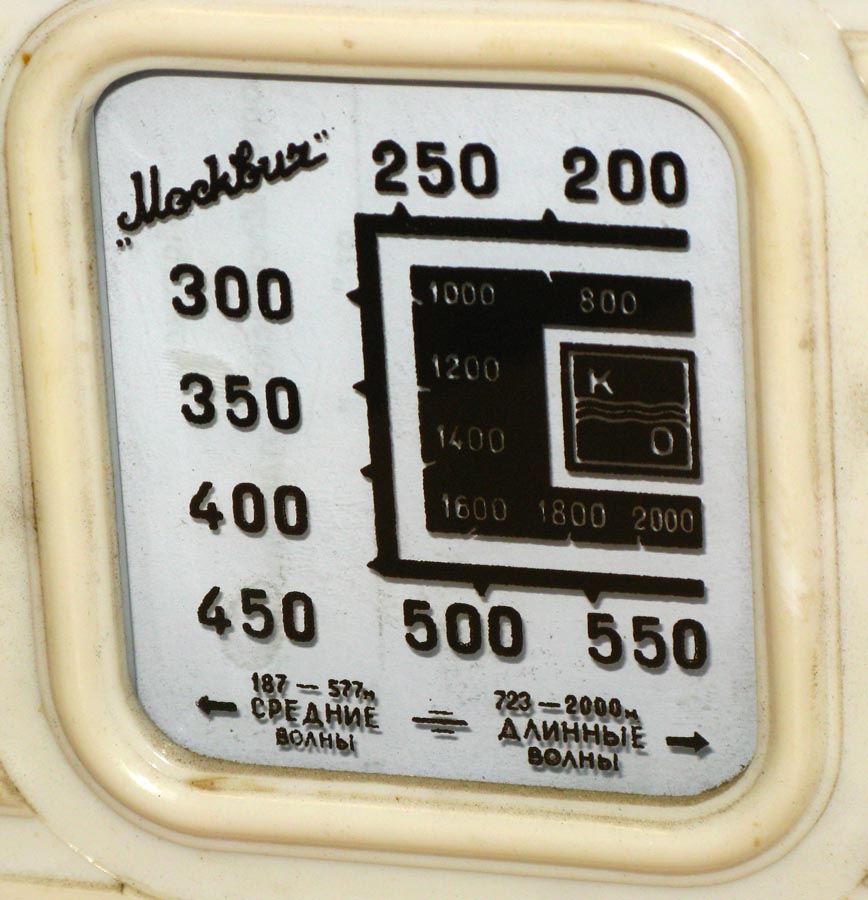 „Москвич"
250 200
300
350
400
450
500 550
1000 800
1200
1400
1600 1800 2000
К
О
187 — 577м
СРЕДНИЕ
ВОЛНЫ
723 — 2000м
ДЛИННЫЕ
ВОЛНЫ